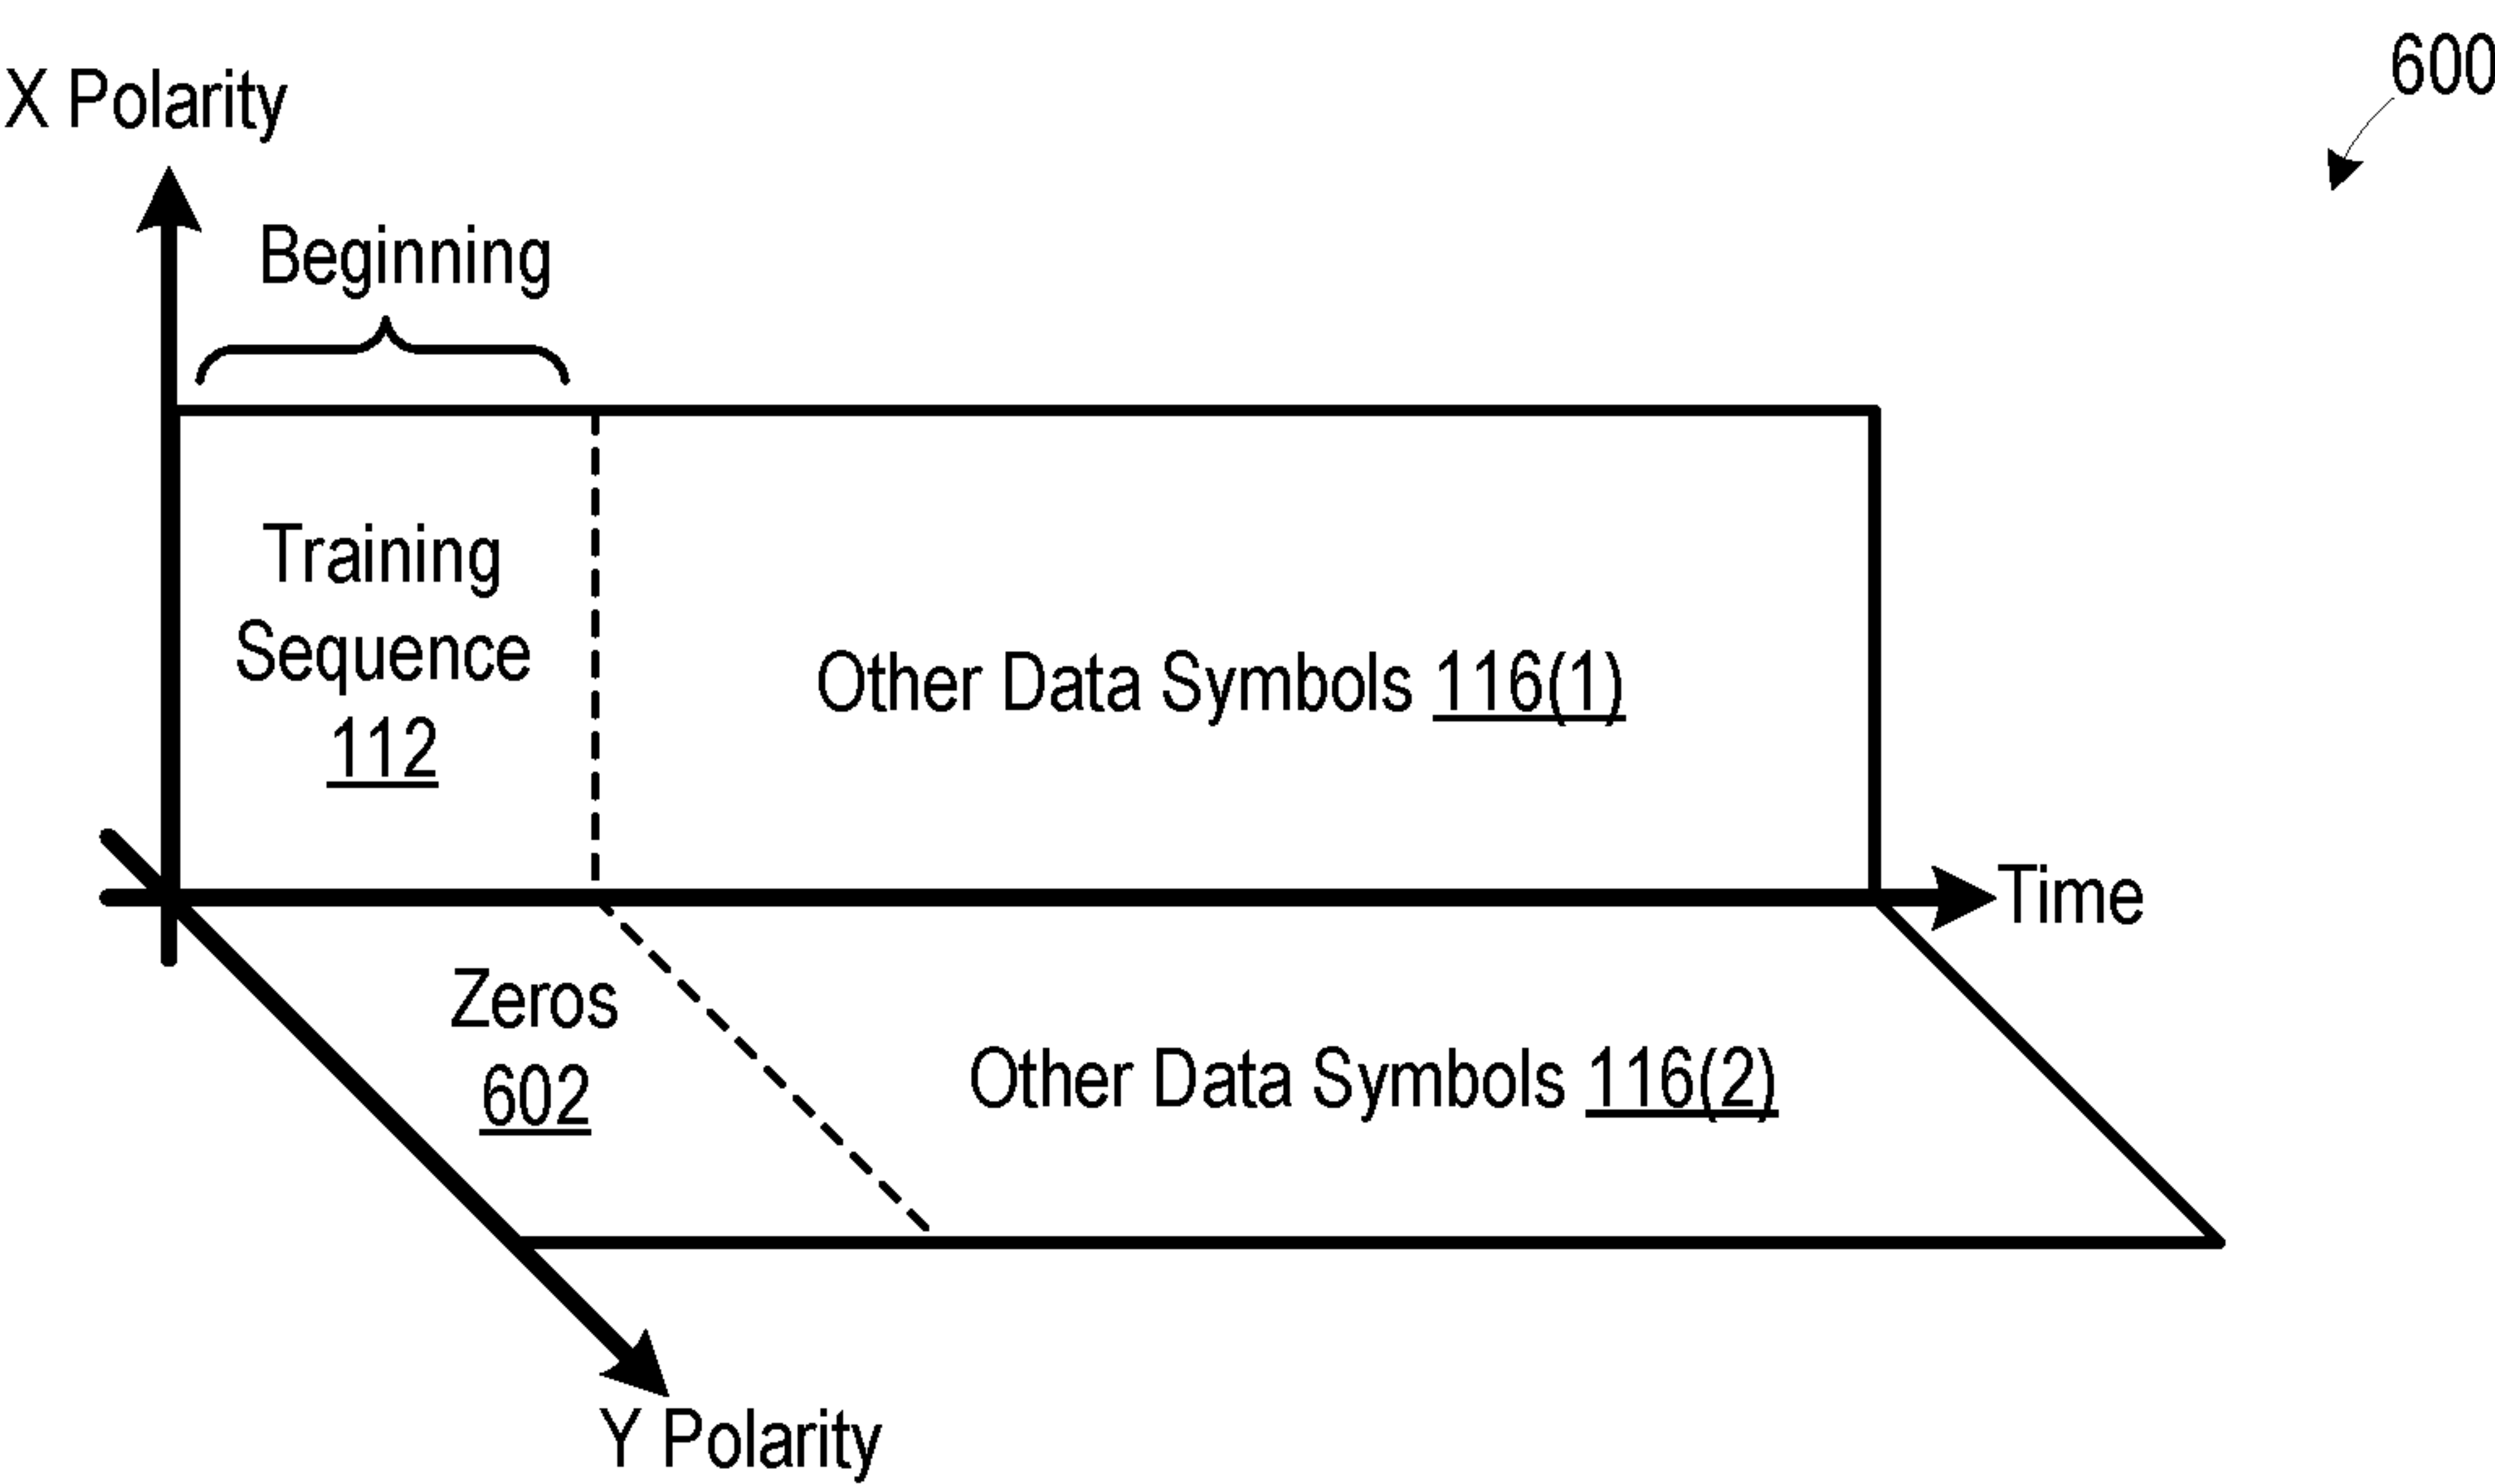 600
X Polarity
Beginning
Training
Sequence
112
Other Data Symbols 116(1)
Time
Zeros
602
Other Data Symbols 116(2)
Y Polarity